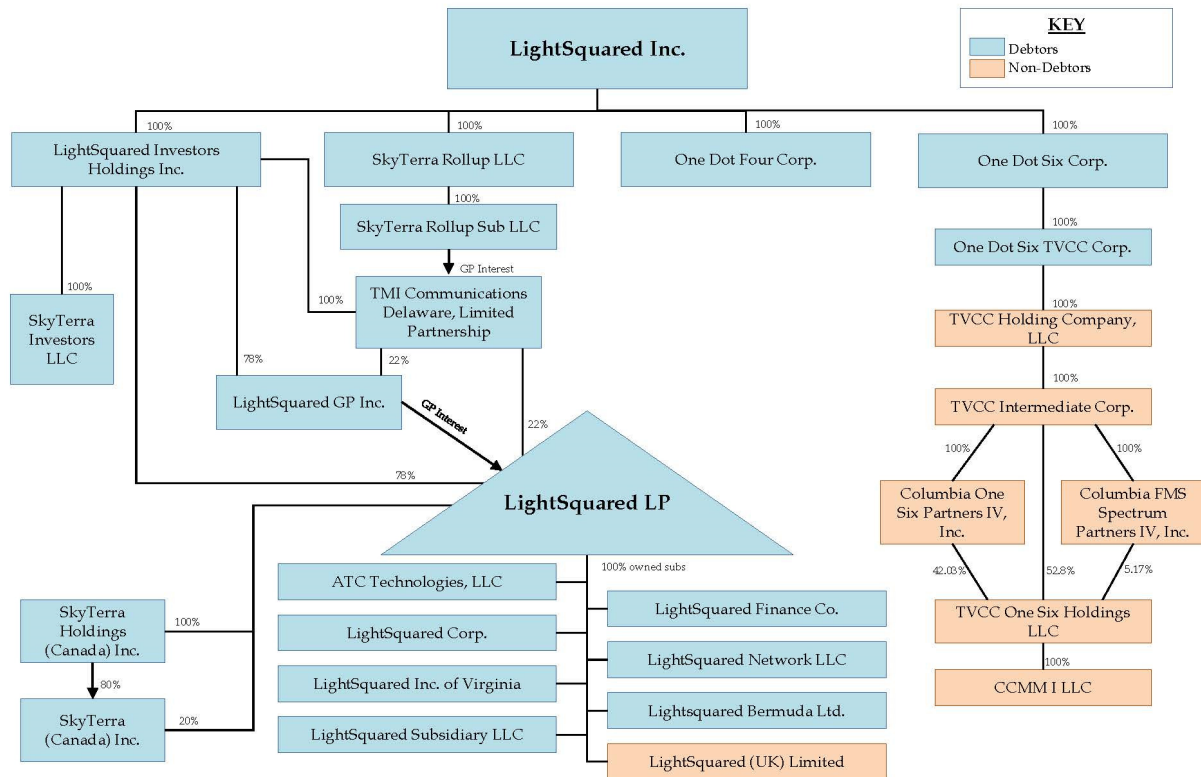 LightSquared Inc.
KEY
Debtors
Non-Debtors
100%
100%
100%
100%
LightSquared Investors
Holdings Inc.
SkyTerra Rollup LLC
One Dot Four Corp.
One Dot Six Corp.
100%
100%
SkyTerra Rollup Sub LLC
One Dot Six TVCC Corp.
GP Interest
100%
100%
100%
TMI Communications
Delaware, Limited
Partnership
SkyTerra
Investors
LLC
TVCC Holding Company,
LLC
78%
22%
100%
LightSquared GP Inc.
TVCC Intermediate Corp.
GP Interest
22%
100%
100%
78%
LightSquared LP
Columbia One
Six Partners IV,
Inc.
Columbia FMS
Spectrum
Partners IV, Inc.
100% owned subs
42.03%
52.8%
5.17%
ATC Technologies, LLC
LightSquared Finance Co.
TVCC One Six Holdings
LLC
SkyTerra
Holdings
(Canada) Inc.
100%
LightSquared Corp.
LightSquared Network LLC
100%
CCMM I LLC
80%
LightSquared Inc. of Virginia
Lightsquared Bermuda Ltd.
SkyTerra
(Canada) Inc.
20%
LightSquared Subsidiary LLC
LightSquared (UK) Limited